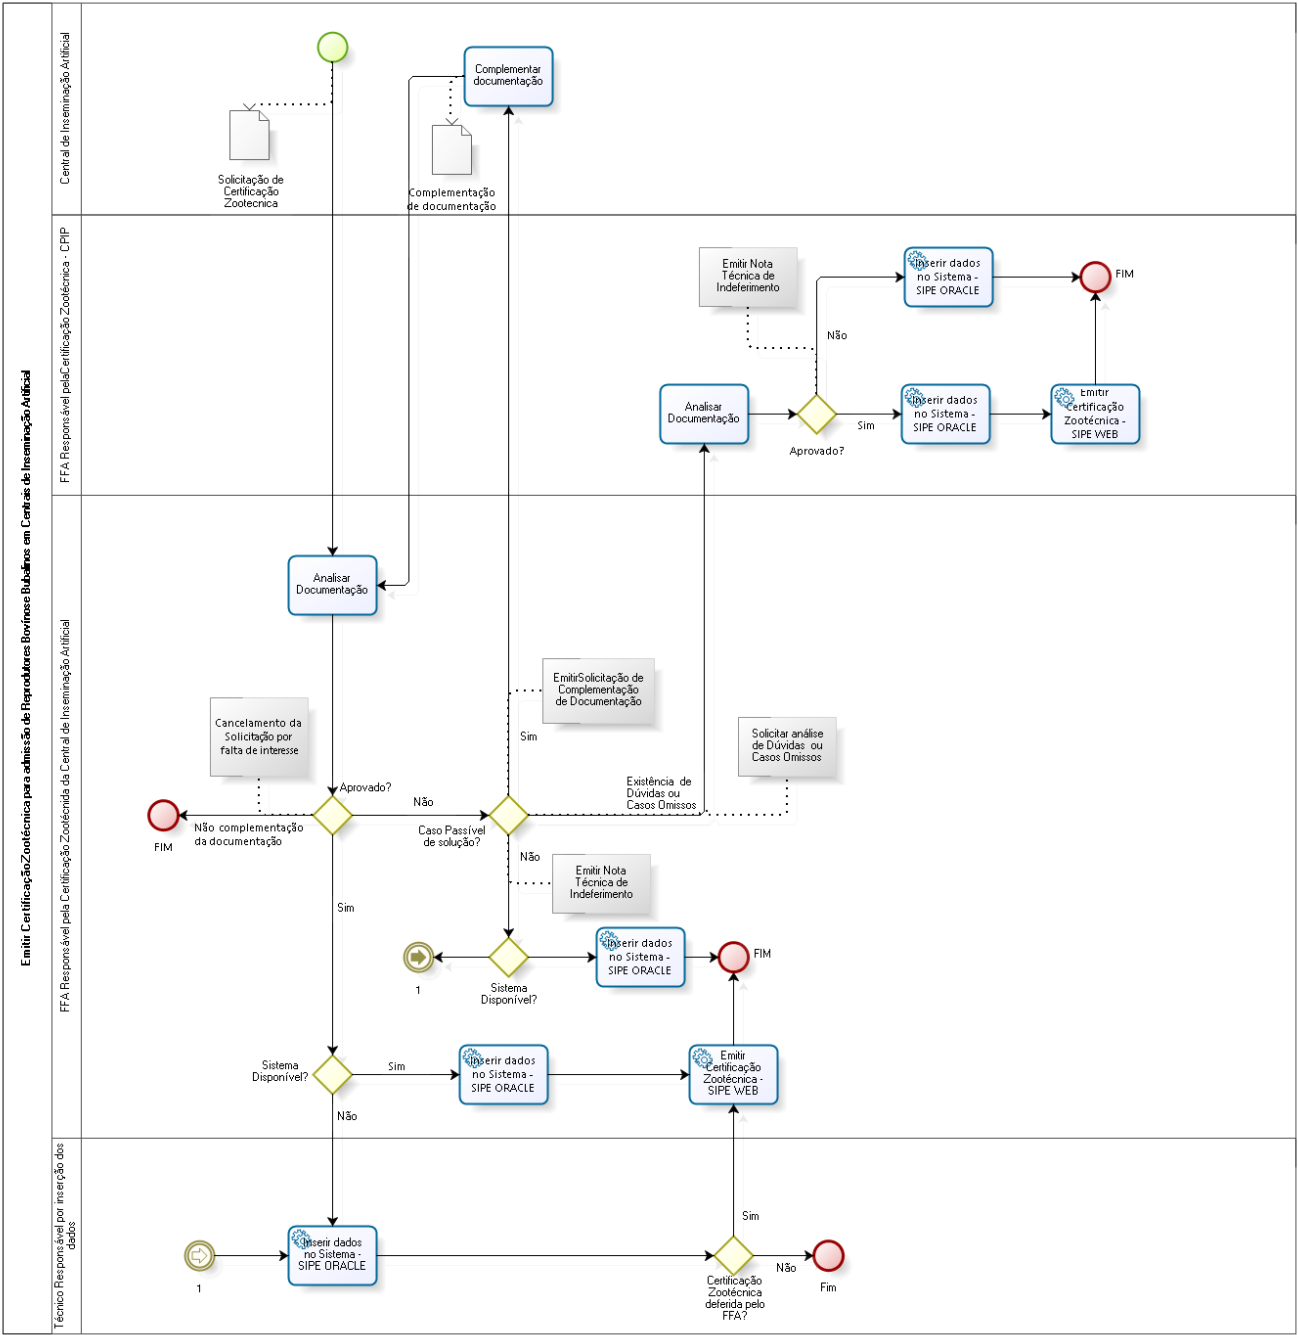 Emitir Certificação Zootécnica para admissão de Reprodutores Bovinos e Bubalinos em Centrais de Inseminação Artificial
Central de Inseminação Artificial
Complementar
documentação
Solicitação de
Certificação
Zootecnica
Complementação
de documentação
FFA Responsável pelaCertificação Zootécnica - CPIP
Emitir Nota
Técnica de
Indeferimento
Inserir dados
no Sistema -
SIPE ORACLE
FIM
Não
Analisar
Documentação
Sim
Aprovado?
Inserir dados
no Sistema -
SIPE ORACLE
Emitir
Certificação
Zootécnica -
SIPE WEB
FFA Responsável pela Certificação Zootécnida da Central de Inseminação Artificial
Analisar
Documentação
EmitirSolicitação de
Complementação
de Documentação
Cancelamento da
Solicitação por
falta de interesse
Sim
Solicitar análise
de Dúvidas ou
Casos Omissos
Aprovado?
Existência de
Dúvidas ou
Casos Omissos
Não
Não complementação
da documentação
FIM
Caso Passível
de solução?
Não
Emitir Nota
Técnica de
Indeferimento
Sim
Inserir dados
no Sistema -
SIPE ORACLE
FIM
1
Sistema
Disponível?
Sistema
Disponível?
Sim
Inserir dados
no Sistema -
SIPE ORACLE
Emitir
Certificação
Zootécnica -
SIPE WEB
Não
Técnico Responsável por inserção dos
dados
Sim
1
Inserir dados
no Sistema -
SIPE ORACLE
Não
Certificação
Zootécnica
deferida pelo
FFA?
Fim